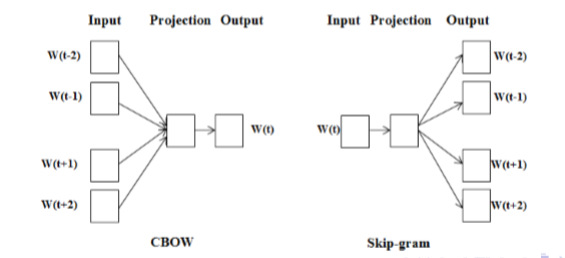 Input Projection Output Input Projection Output
W(t-2) W(t-2)
W(t-1) W(t-1)
W(t) W(t)
W(t+1) W(t+1)
W(t+2) W(t+2)
CBOW Skip-gram